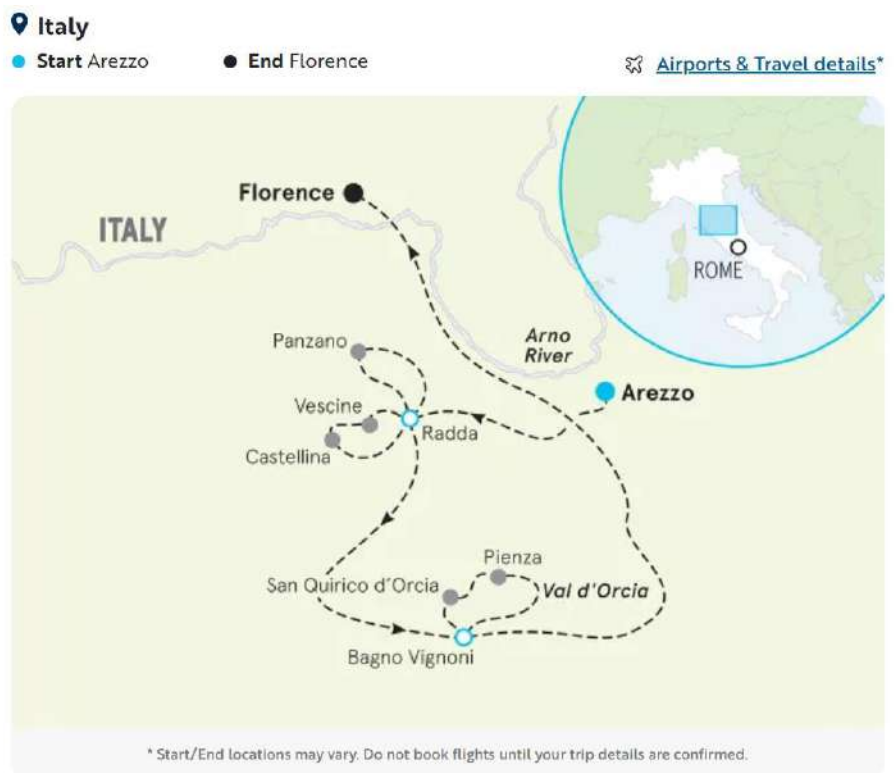 Italy
Start Arezzo
End Florence
Airports & Travel details*
Florence
ITALY
ROME
Panzano
Arno
River
Arezzo
Vescine
Radda
Castellina
Pienza
San Quirico d'Orcia
Val d'Orcia
Bagno Vignoni
* Start/End locations may vary. Do not book flights until your trip details are confirmed.